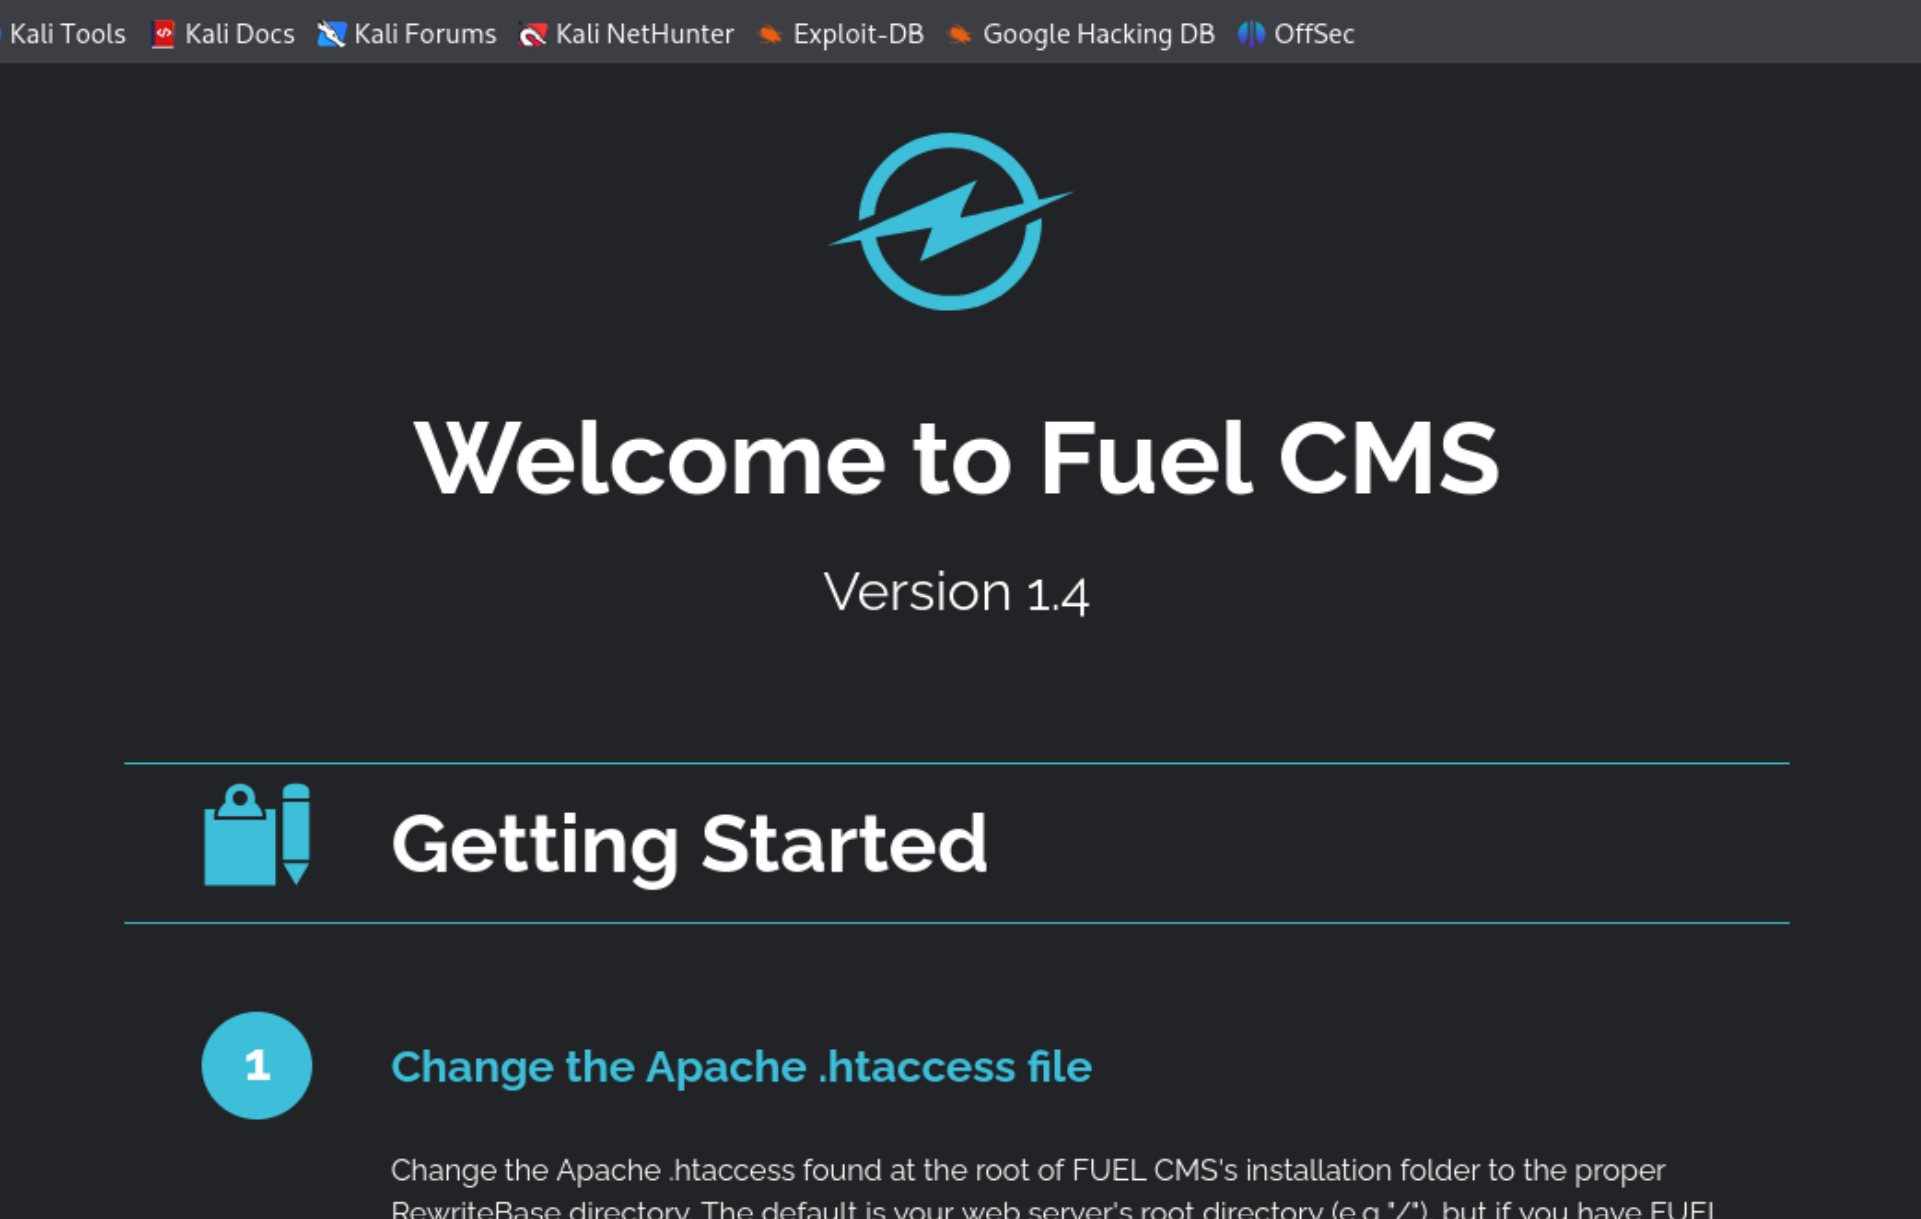 Kali Tools Kali Docs Kali Forums Kali NetHunter Exploit-DB Google Hacking DB OffSec
Welcome to Fuel CMS
Version 1.4
Getting Started
1 Change the Apache .htaccess file
Change the Apache .htaccess found at the root of FUEL CMS's installation folder to the proper
RewriteBase directory. The default is your web server's root directory (e.g "/"), but if you have FUEL